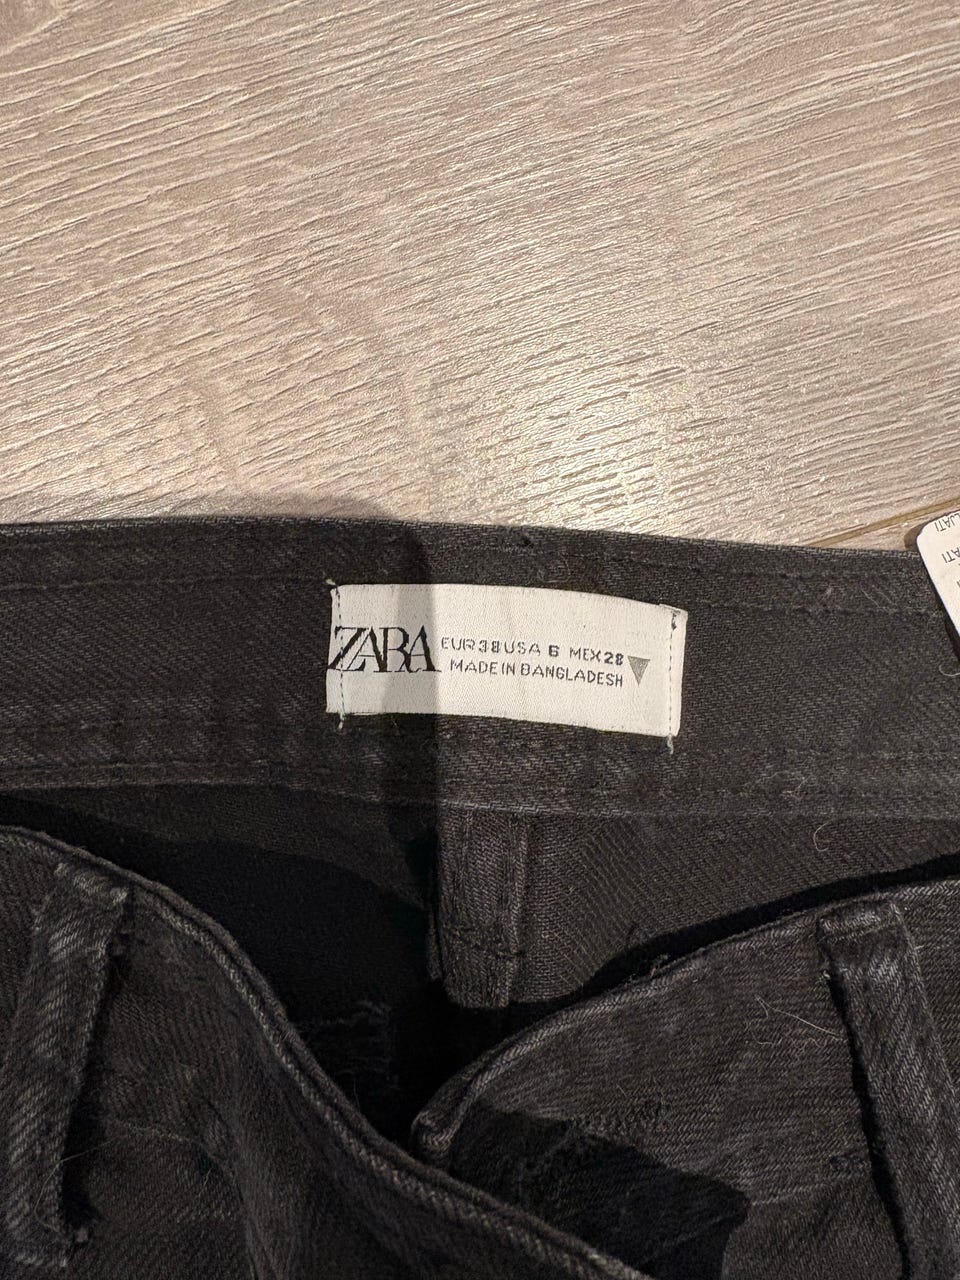 ZARA
EUR 38 USA 6 MEX 28
MADE IN BANGLADESH